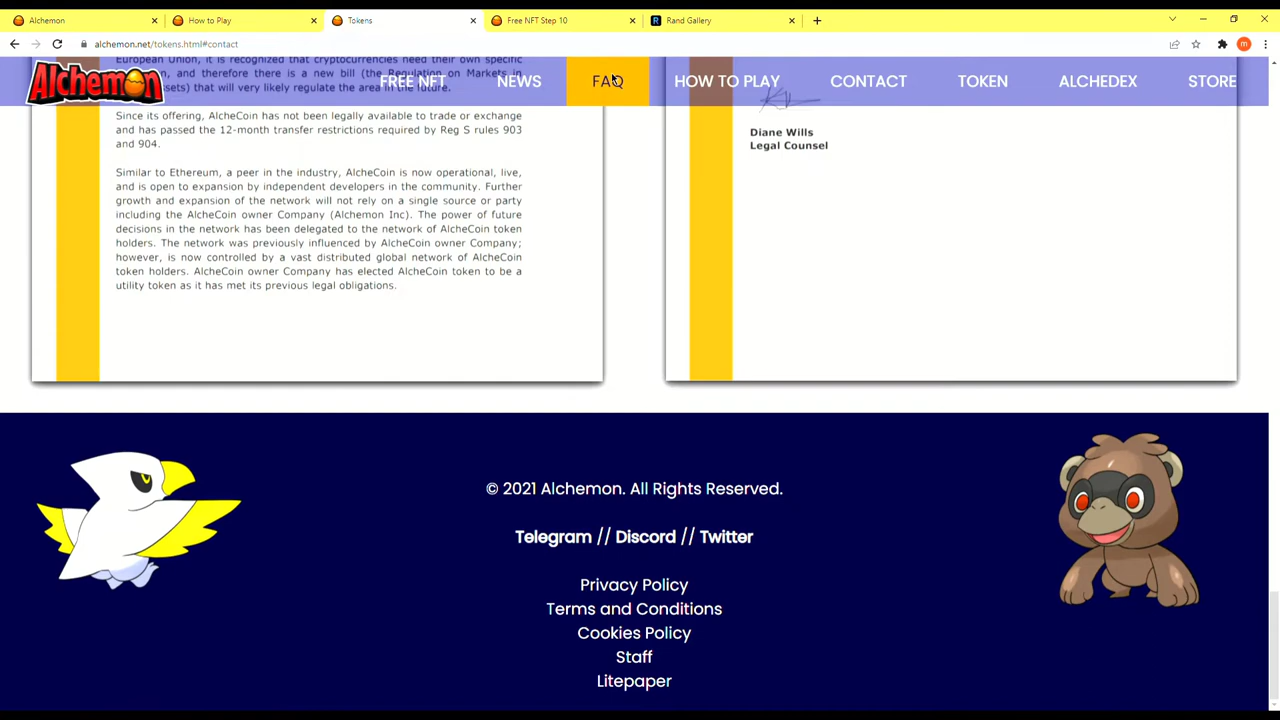 Alchemon
How to Play
Tokens
Free NFT Step 10
Rand Gallery
alchemon.net/tokens.html#contact
Alchemon
FREE NFT
NEWS
FAQ
HOW TO PLAY
CONTACT
TOKEN
ALCHEDEX
STORE
European Union, it is recognized that cryptocurrencies need their own specific
and therefore there is a new bill (the Regulation on Markets in
that will very likely regulate the area in the future.
Since its offering, AlcheCoin has not been legally available to trade or exchange
and has passed the 12-month transfer restrictions required by Reg S rules 903
and 904.
Similar to Ethereum, a peer in the industry, AlcheCoin is now operational, live,
and is open to expansion by independent developers in the community. Further
growth and expansion of the network will not rely on a single source or party
including the AlcheCoin owner Company (Alchemon Inc). The power of future
decisions in the network has been delegated to the network of AlcheCoin token
holders. The network was previously influenced by AlcheCoin owner Company;
however, is now controlled by a vast distributed global network of AlcheCoin
token holders. AlcheCoin owner Company has elected AlcheCoin token to be a
utility token as it has met its previous legal obligations.
Diane Wills
Legal Counsel
© 2021 Alchemon. All Rights Reserved.
Telegram // Discord // Twitter
Privacy Policy
Terms and Conditions
Cookies Policy
Staff
Litepaper